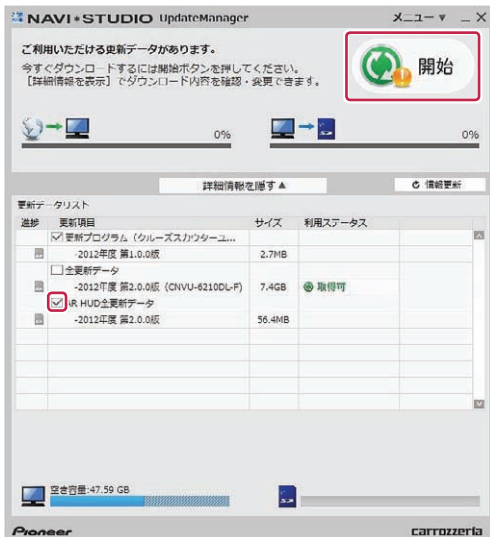 NAVI*STUDIO UpdateManager
メニュー ▼ _ X
ご利用いただける更新データがあります。
今すぐダウンロードするには開始ボタンを押してください。
［詳細情報を表示］でダウンロード内容を確認・変更できます。
開始
0%
0%
詳細情報を隠す▲
情報更新
更新データリスト
進捗 更新項目 サイズ 利用ステータス
更新プログラム（クルーズスカウターユ...
-2012年度 第1.0.0版 2.7MB
全更新データ
-2012年度 第2.0.0版 (CNVU-6210DL-F) 7.4GB 取得可
AR HUD全更新データ
-2012年度 第2.0.0版 56.4MB
空き容量:47.59 GB
Pioneer
carrozzeria